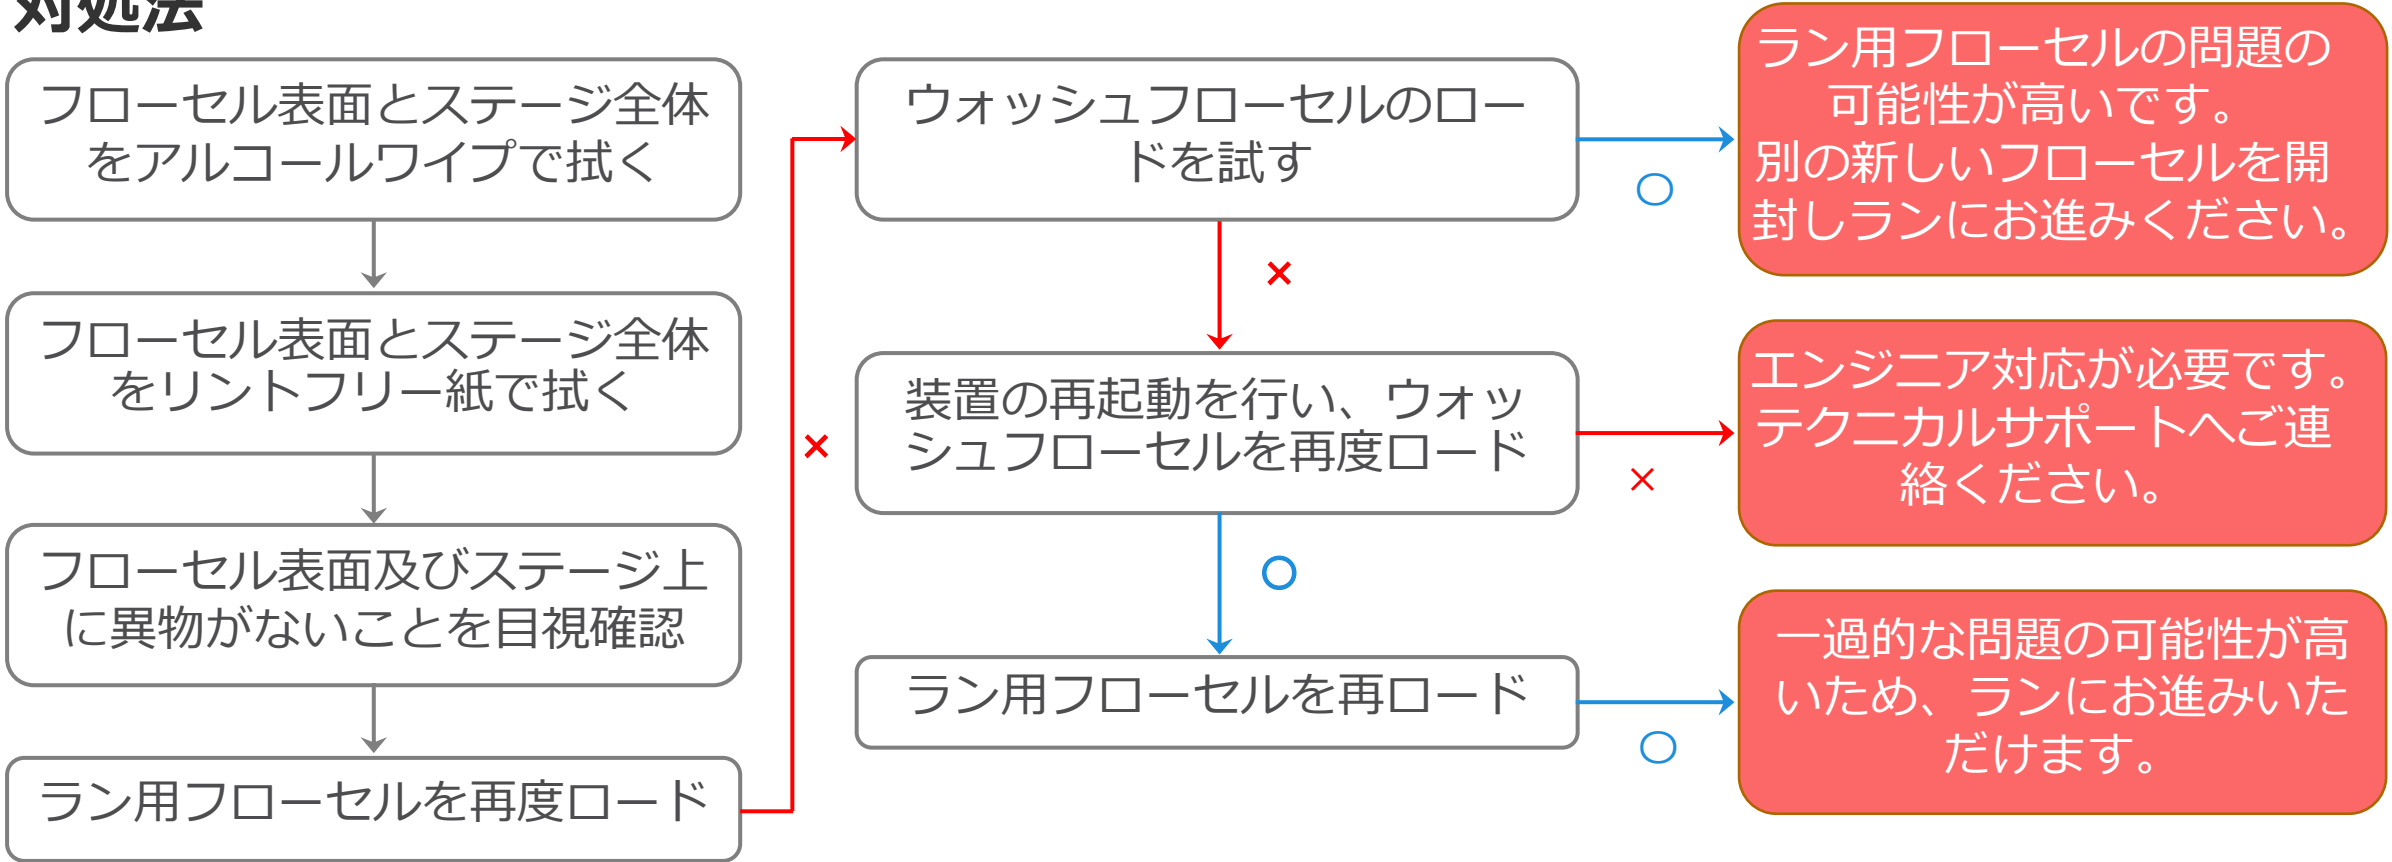 対処法
フローセル表面とステージ全体
をアルコールワイプで拭く
フローセル表面とステージ全体
をリントフリー紙で拭く
フローセル表面及びステージ上
に異物がないことを目視確認
ラン用フローセルを再度ロード
×
ウォッシュフローセルのロー
ドを試す
○
×
装置の再起動を行い、ウォッ
シュフローセルを再度ロード
×
○
ラン用フローセルを再ロード
○
ラン用フローセルの問題の
可能性が高いです。
別の新しいフローセルを開
封しランにお進みください。
エンジニア対応が必要です。
テクニカルサポートへご連
絡ください。
一過的な問題の可能性が高
いため、ランにお進みいた
だけます。